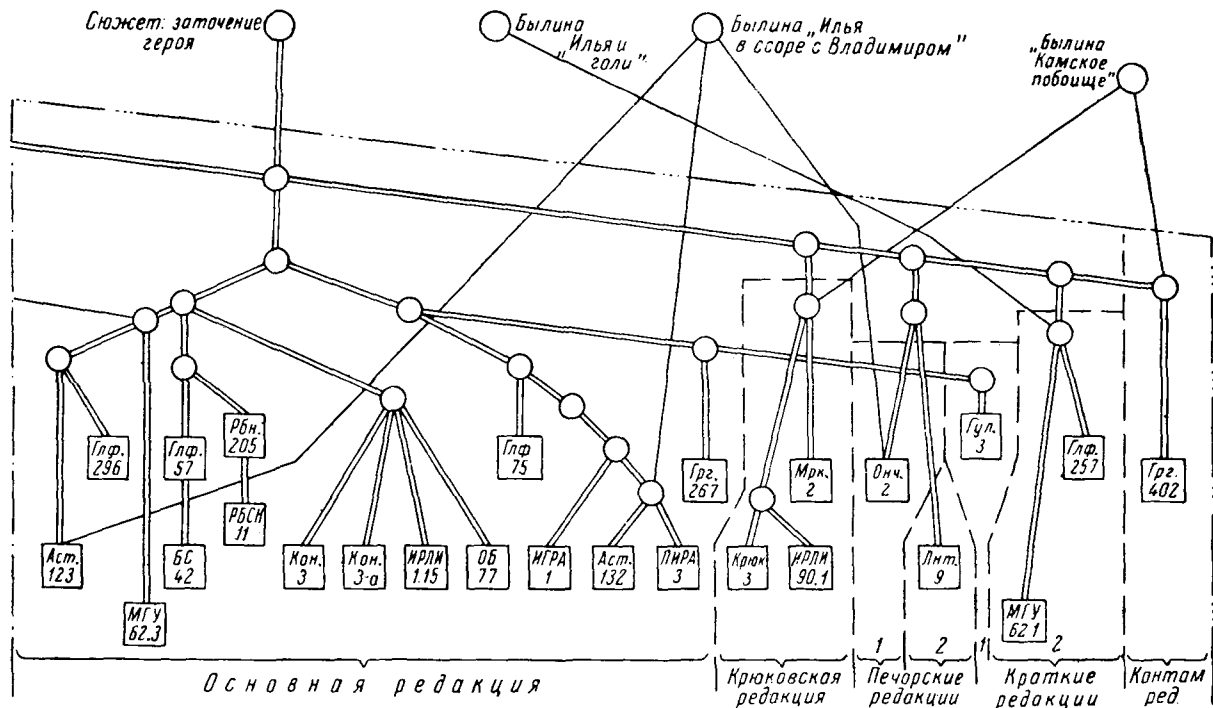 Сюжет: заточение
героя
Былина
„Илья и
голи"
Былина „Илья
в ссоре с Владимиром"
„Былина
Камское
побоище"
Глф.
296
Глф.
57
Рбн.
205
РБСК
11
Глф
75
Грг.
267
Мрк.
2
Онч.
2
Гул.
3
Глф.
257
Грг.
402
Аст.
123
МГУ
62.3
БС
42
Кон.
3
Кон.
3-а
ИРЛИ
1.15
ОБ
77
ИГРА
1
Аст.
132
ЛИРА
3
Крюк
3
ИРЛИ
90.1
Лнт.
9
МГУ
62 1
1
2
1
2
Основная редакция
Крюковская
редакция
Печорские
редакции
Краткие
редакции
Контам
ред.